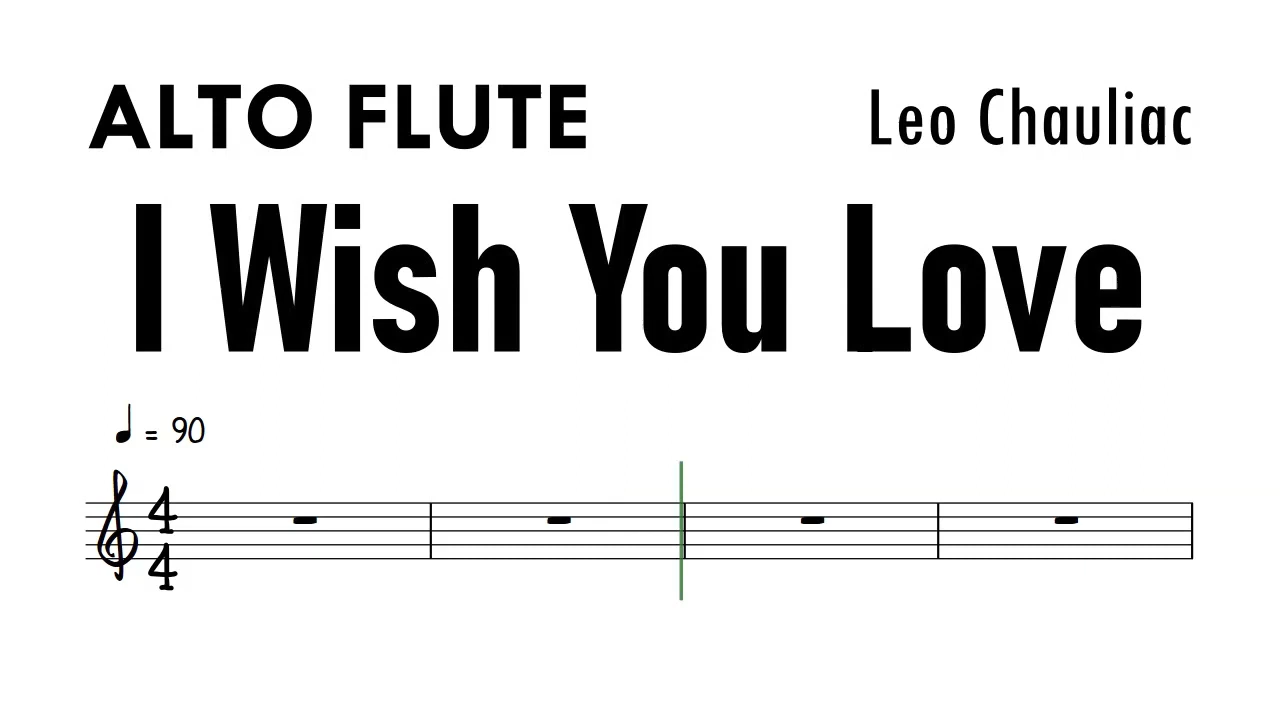 ALTO FLUTE
Leo Chauliac
I Wish You Love
♩ = 90
4
4